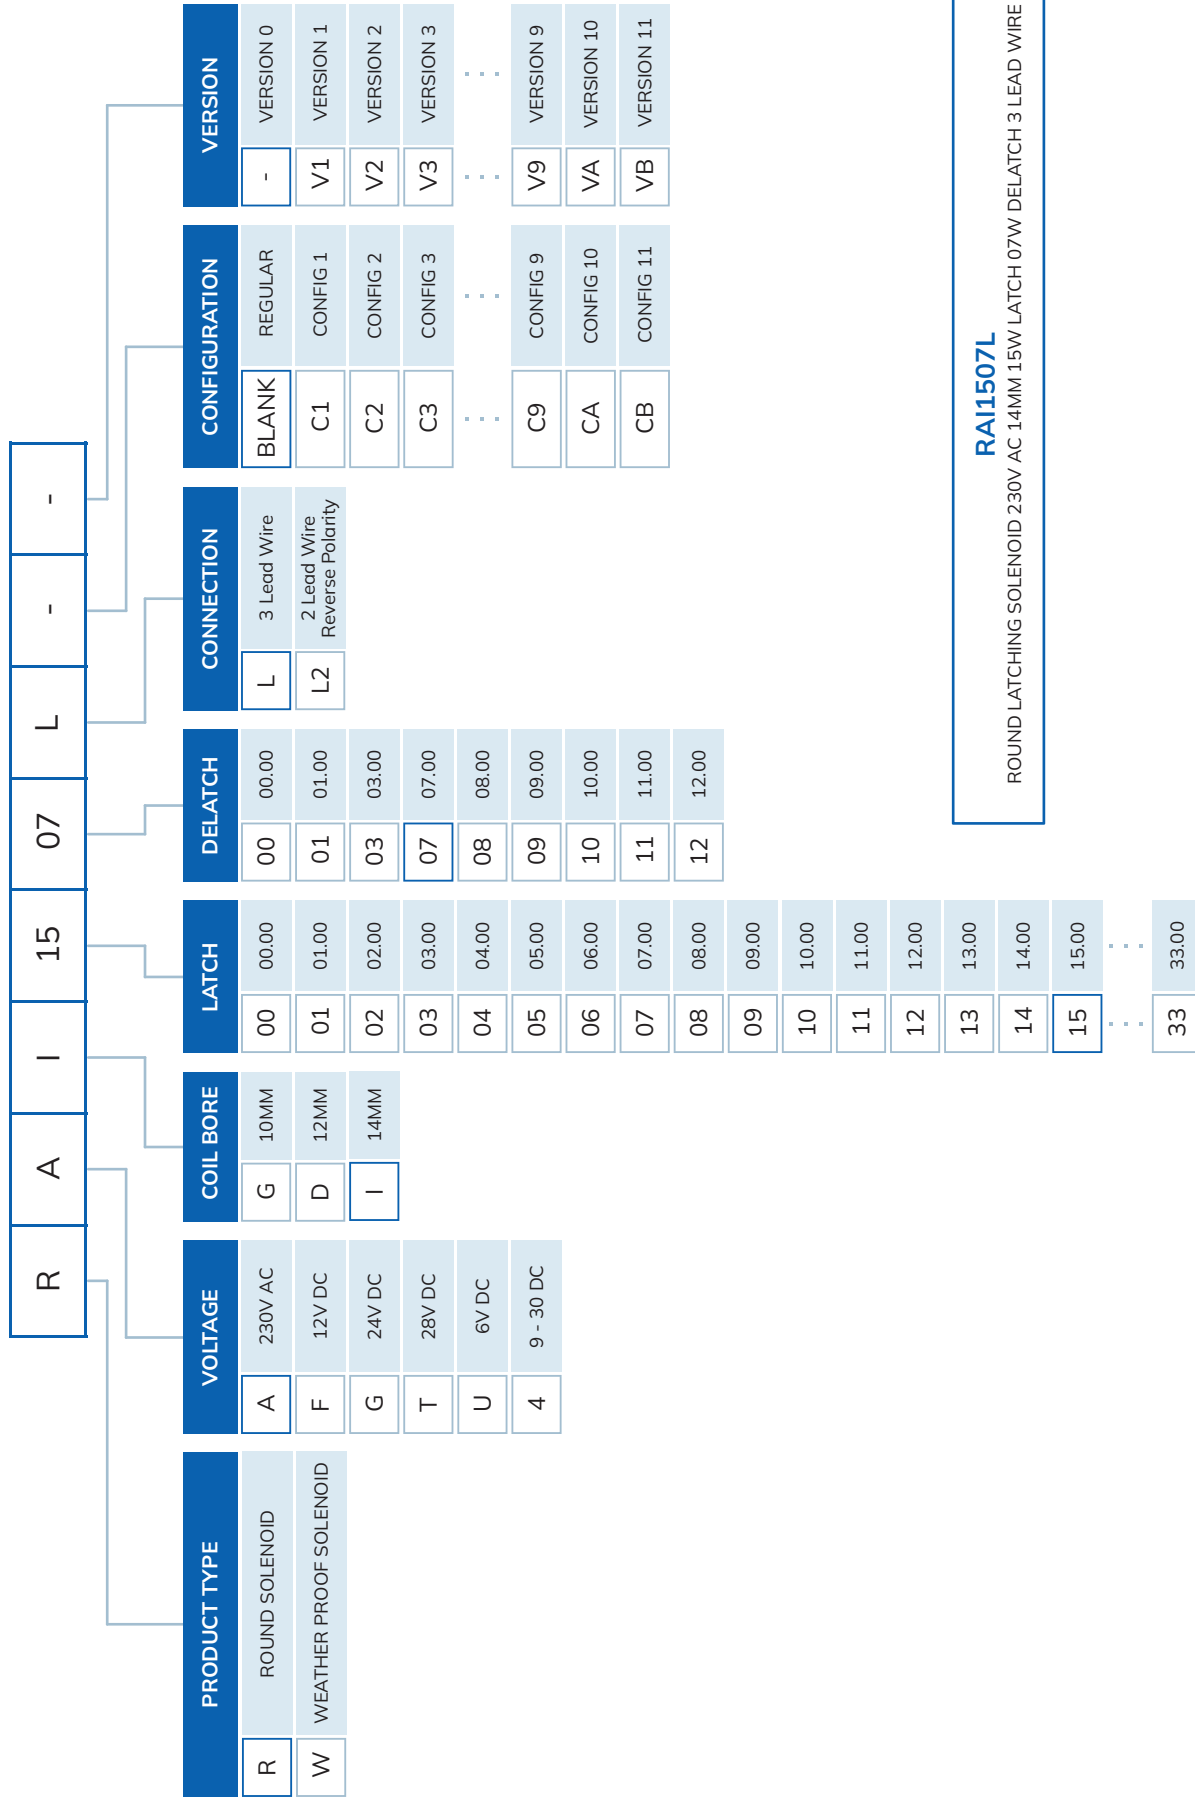 R A I 15 07 L - -
PRODUCT TYPE
R ROUND SOLENOID
W WEATHER PROOF SOLENOID
VOLTAGE
A 230V AC
F 12V DC
G 24V DC
T 28V DC
U 6V DC
4 9 - 30 DC
COIL BORE
G 10MM
D 12MM
I 14MM
LATCH
00 00.00
01 01.00
02 02.00
03 03.00
04 04.00
05 05.00
06 06.00
07 07.00
08 08.00
09 09.00
10 10.00
11 11.00
12 12.00
13 13.00
14 14.00
15 15.00
.... ....
33 33.00
DELATCH
00 00.00
01 01.00
03 03.00
07 07.00
08 08.00
09 09.00
10 10.00
11 11.00
12 12.00
CONNECTION
L 3 Lead Wire
L2 2 Lead Wire
Reverse Polarity
CONFIGURATION
BLANK REGULAR
C1 CONFIG 1
C2 CONFIG 2
C3 CONFIG 3
... ...
C9 CONFIG 9
CA CONFIG 10
CB CONFIG 11
VERSION
- VERSION 0
V1 VERSION 1
V2 VERSION 2
V3 VERSION 3
... ...
V9 VERSION 9
VA VERSION 10
VB VERSION 11
RAI1507L
ROUND LATCHING SOLENOID 230V AC 14MM 15W LATCH 07W DELATCH 3 LEAD WIRE